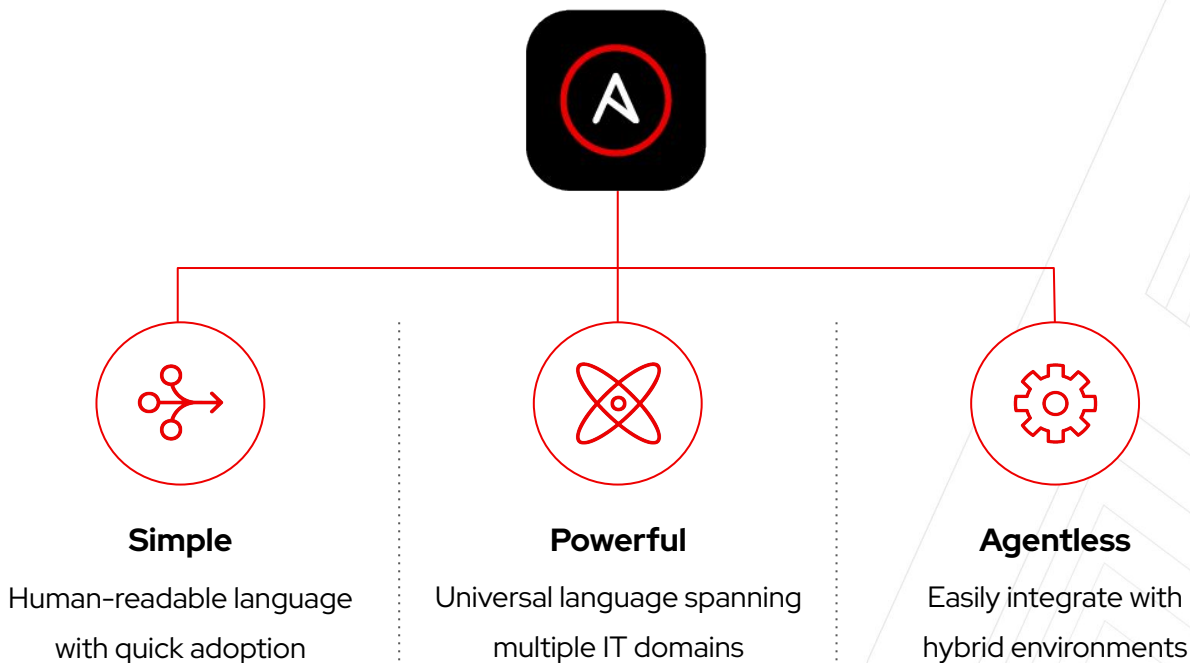 Simple
Human-readable language
with quick adoption
Powerful
Universal language spanning
multiple IT domains
Agentless
Easily integrate with
hybrid environments